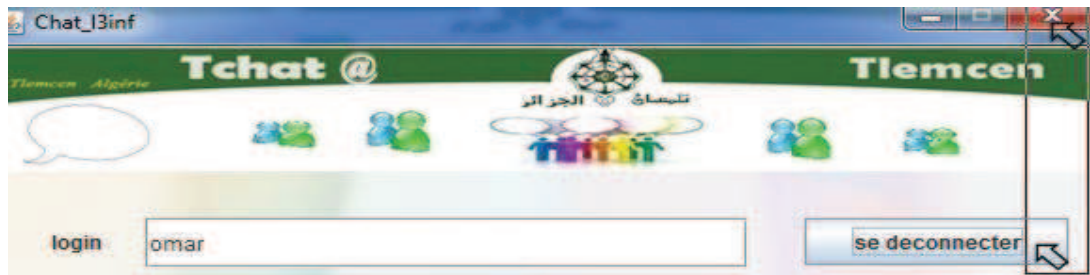 Chat_l3inf
Tchat @ Tlemcen
Tlemcen Algérie
تلمسان الجزائر
login omar se deconnecter